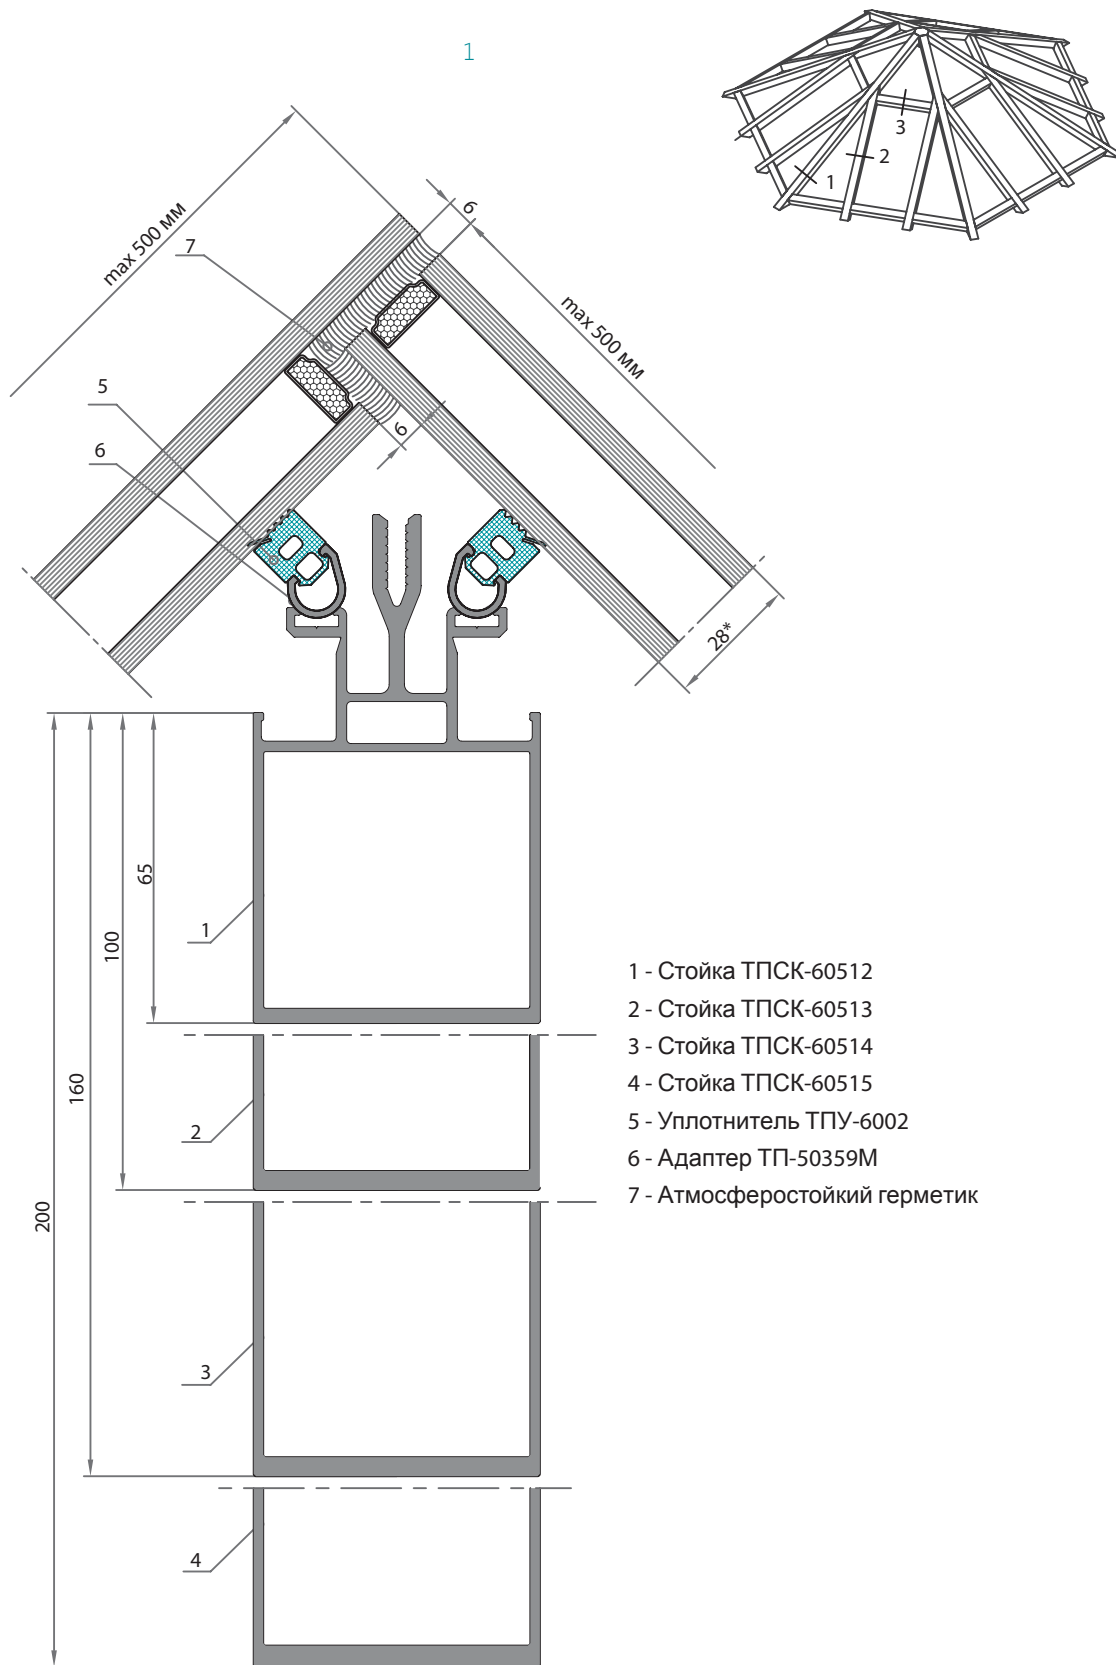 1
3
2
1
max 500 мм
6
7
max 500 мм
5
6
6
28*
65
100
160
200
1
2
3
4
1 - Стойка ТПСК-60512
2 - Стойка ТПСК-60513
3 - Стойка ТПСК-60514
4 - Стойка ТПСК-60515
5 - Уплотнитель ТПУ-6002
6 - Адаптер ТП-50359М
7 - Атмосферостойкий герметик